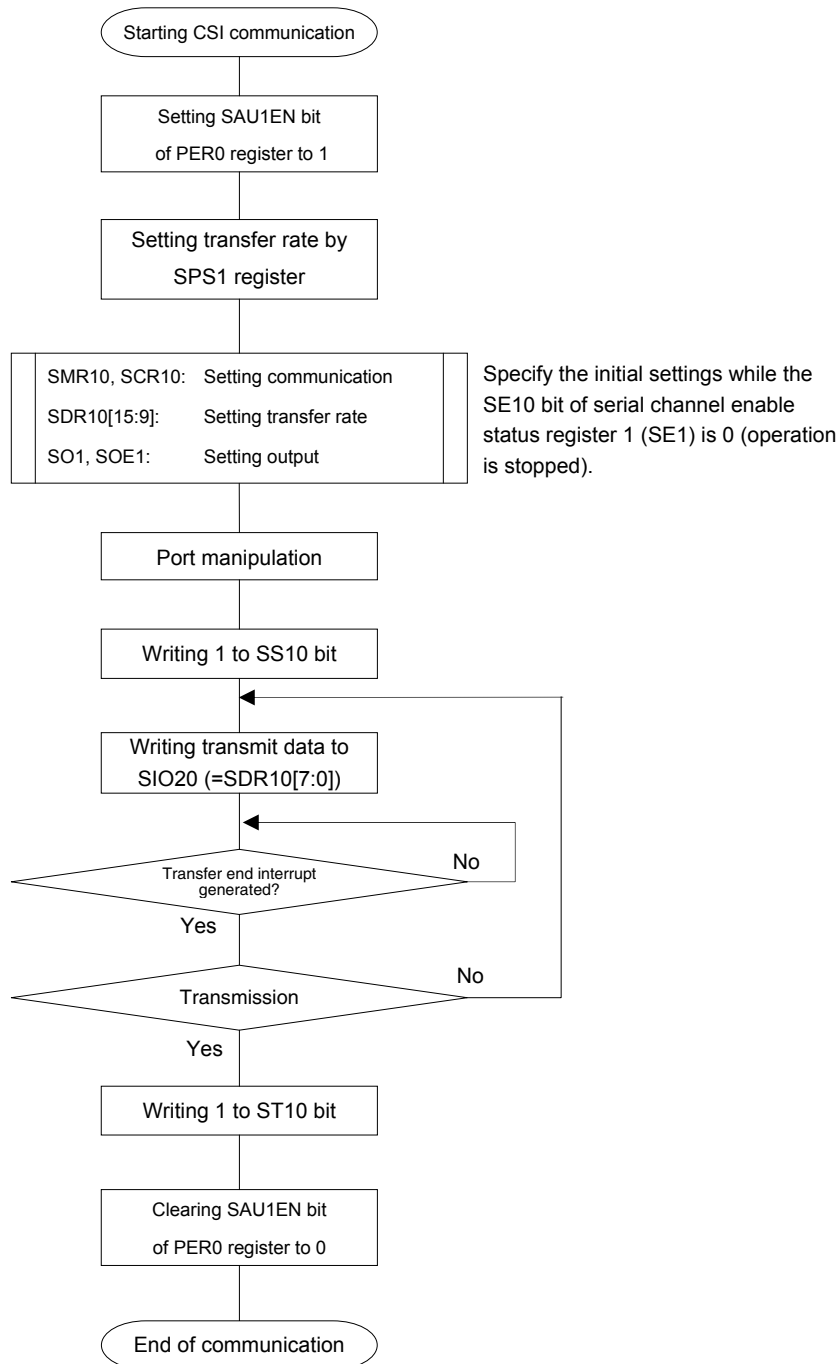 Starting CSI communication
Setting SAU1EN bit
of PER0 register to 1
Setting transfer rate by
SPS1 register
SMR10, SCR10: Setting communication
SDR10[15:9]: Setting transfer rate
SO1, SOE1: Setting output
Specify the initial settings while the
SE10 bit of serial channel enable
status register 1 (SE1) is 0 (operation
is stopped).
Port manipulation
Writing 1 to SS10 bit
Writing transmit data to
SIO20 (=SDR10[7:0])
Transfer end interrupt
generated?
No
Yes
Transmission
No
Yes
Writing 1 to ST10 bit
Clearing SAU1EN bit
of PER0 register to 0
End of communication